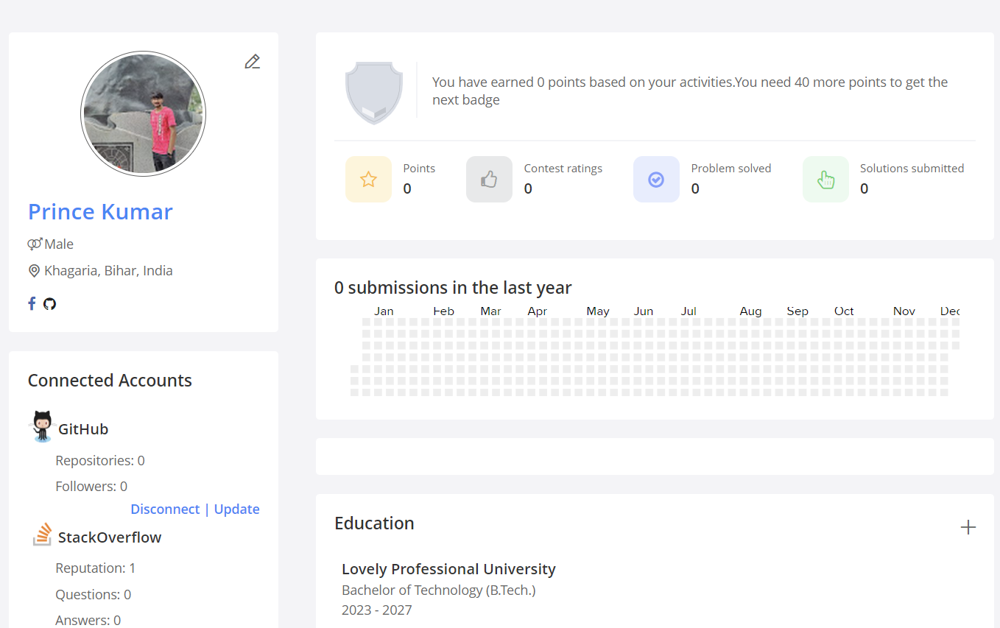 Prince Kumar
Male
Khagaria, Bihar, India
Connected Accounts
GitHub
Repositories: 0
Followers: 0
Disconnect | Update
StackOverflow
Reputation: 1
Questions: 0
Answers: 0
You have earned 0 points based on your activities.You need 40 more points to get the
next badge
Points
0
Contest ratings
0
Problem solved
0
Solutions submitted
0
0 submissions in the last year
Jan Feb Mar Apr May Jun Jul Aug Sep Oct Nov Dec
Education
Lovely Professional University
Bachelor of Technology (B.Tech.)
2023 - 2027